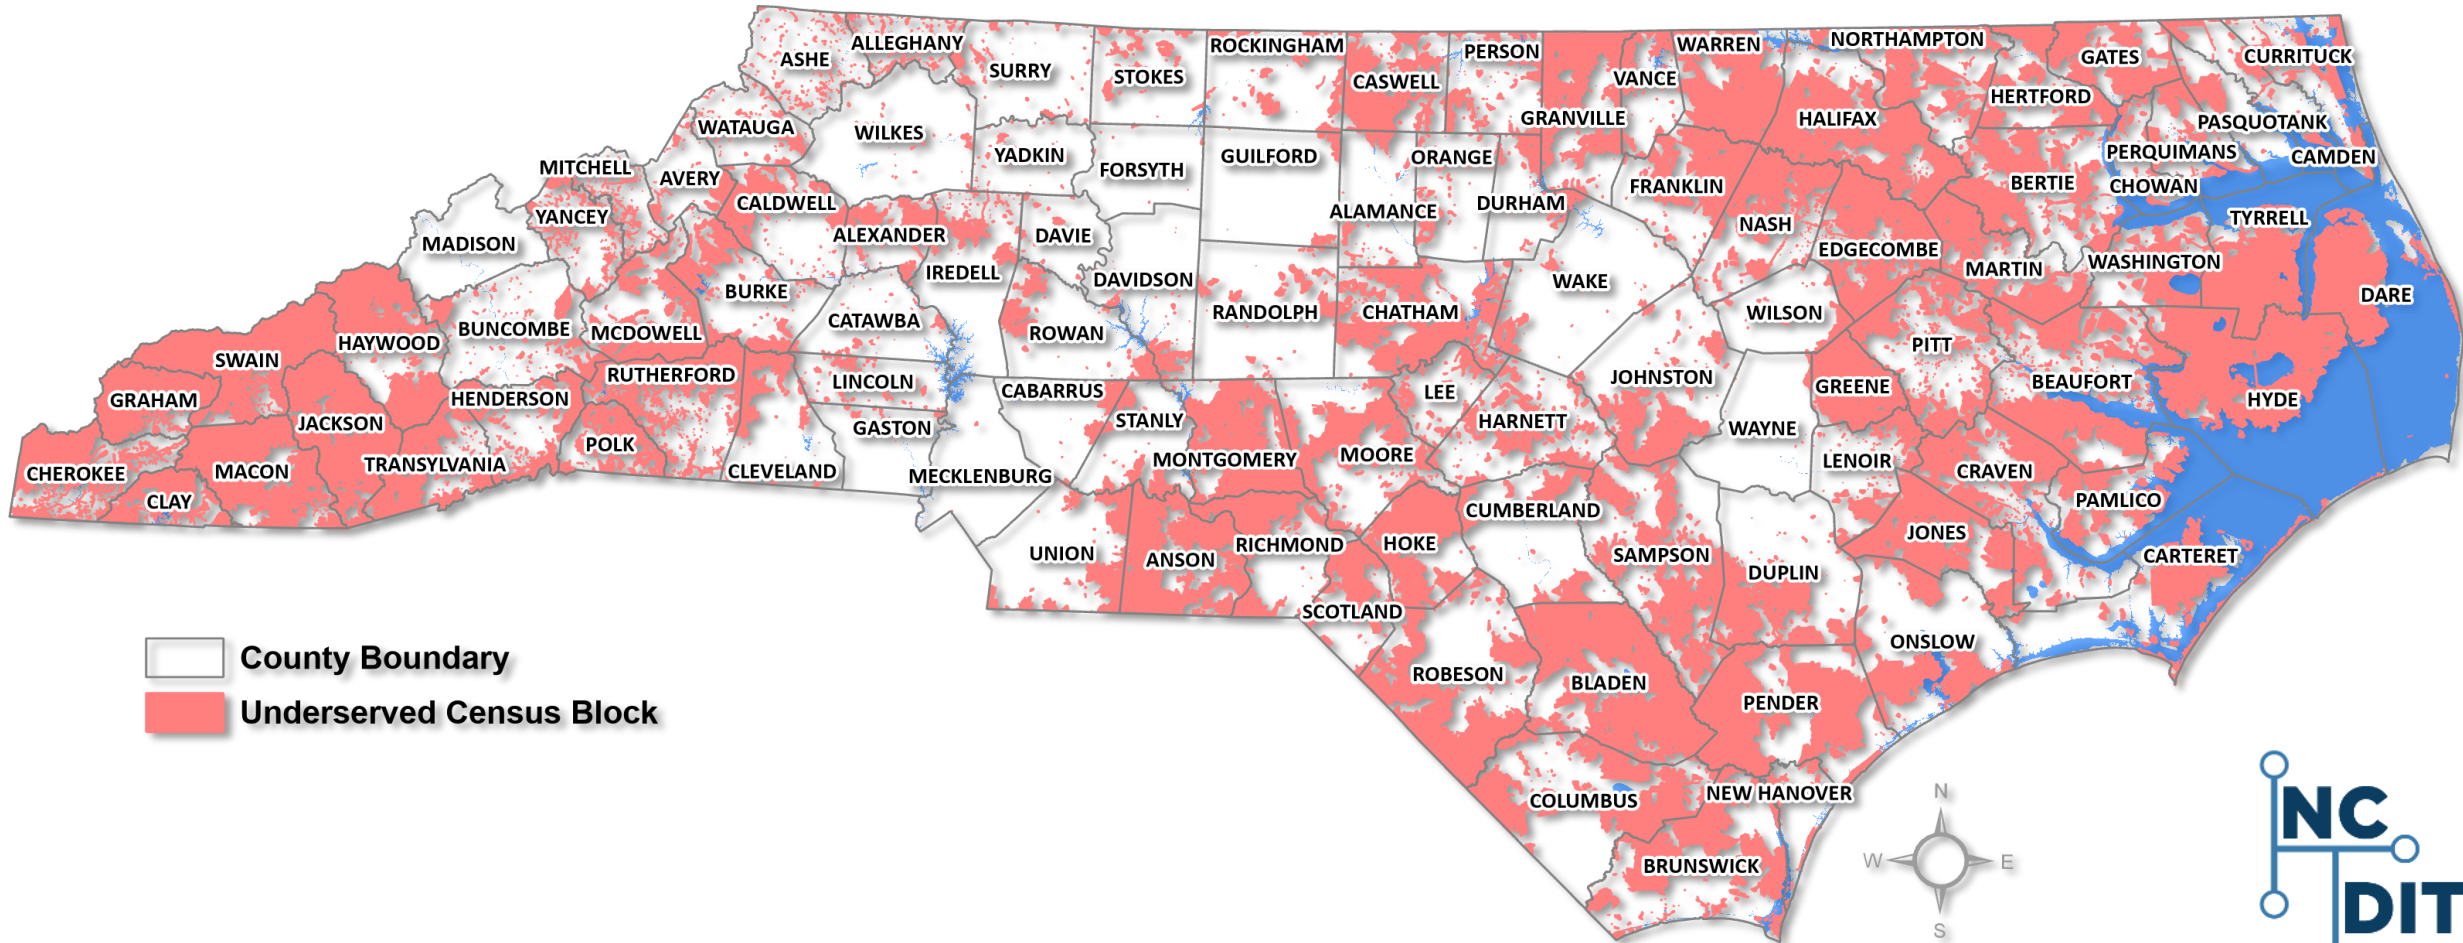 ALLEGHANY
ASHE
SURRY
STOKES
ROCKINGHAM
CASWELL
PERSON
WARREN
VANCE
GRANVILLE
NORTHAMPTON
GATES
CURRITUCK
HERTFORD
HALIFAX
PASQUOTANK
WATAUGA
WILKES
YADKIN
FORSYTH
GUILFORD
ORANGE
PERQUIMANS
CAMDEN
MITCHELL
AVERY
CALDWELL
ALAMANCE
DURHAM
FRANKLIN
BERTIE
CHOWAN
YANCEY
MADISON
ALEXANDER
DAVIE
NASH
EDGECOMBE
TYRRELL
IREDELL
DAVIDSON
WAKE
MARTIN
WASHINGTON
BURKE
DARE
BUNCOMBE
MCDOWELL
CATAWBA
ROWAN
RANDOLPH
CHATHAM
WILSON
HAYWOOD
SWAIN
PITT
RUTHERFORD
LINCOLN
CABARRUS
LEE
JOHNSTON
GREENE
BEAUFORT
HYDE
GRAHAM
HENDERSON
JACKSON
GASTON
STANLY
HARNETT
WAYNE
POLK
CHEROKEE
MACON
TRANSYLVANIA
CLEVELAND
MECKLENBURG
MONTGOMERY
MOORE
LENOIR
CRAVEN
CLAY
PAMLICO
CUMBERLAND
UNION
ANSON
RICHMOND
HOKE
SAMPSON
DUPLIN
JONES
CARTERET
SCOTLAND
ONSLOW
ROBESON
BLADEN
PENDER
COLUMBUS
NEW HANOVER
BRUNSWICK
County Boundary
Underserved Census Block
N
W
E
S
NC
DIT